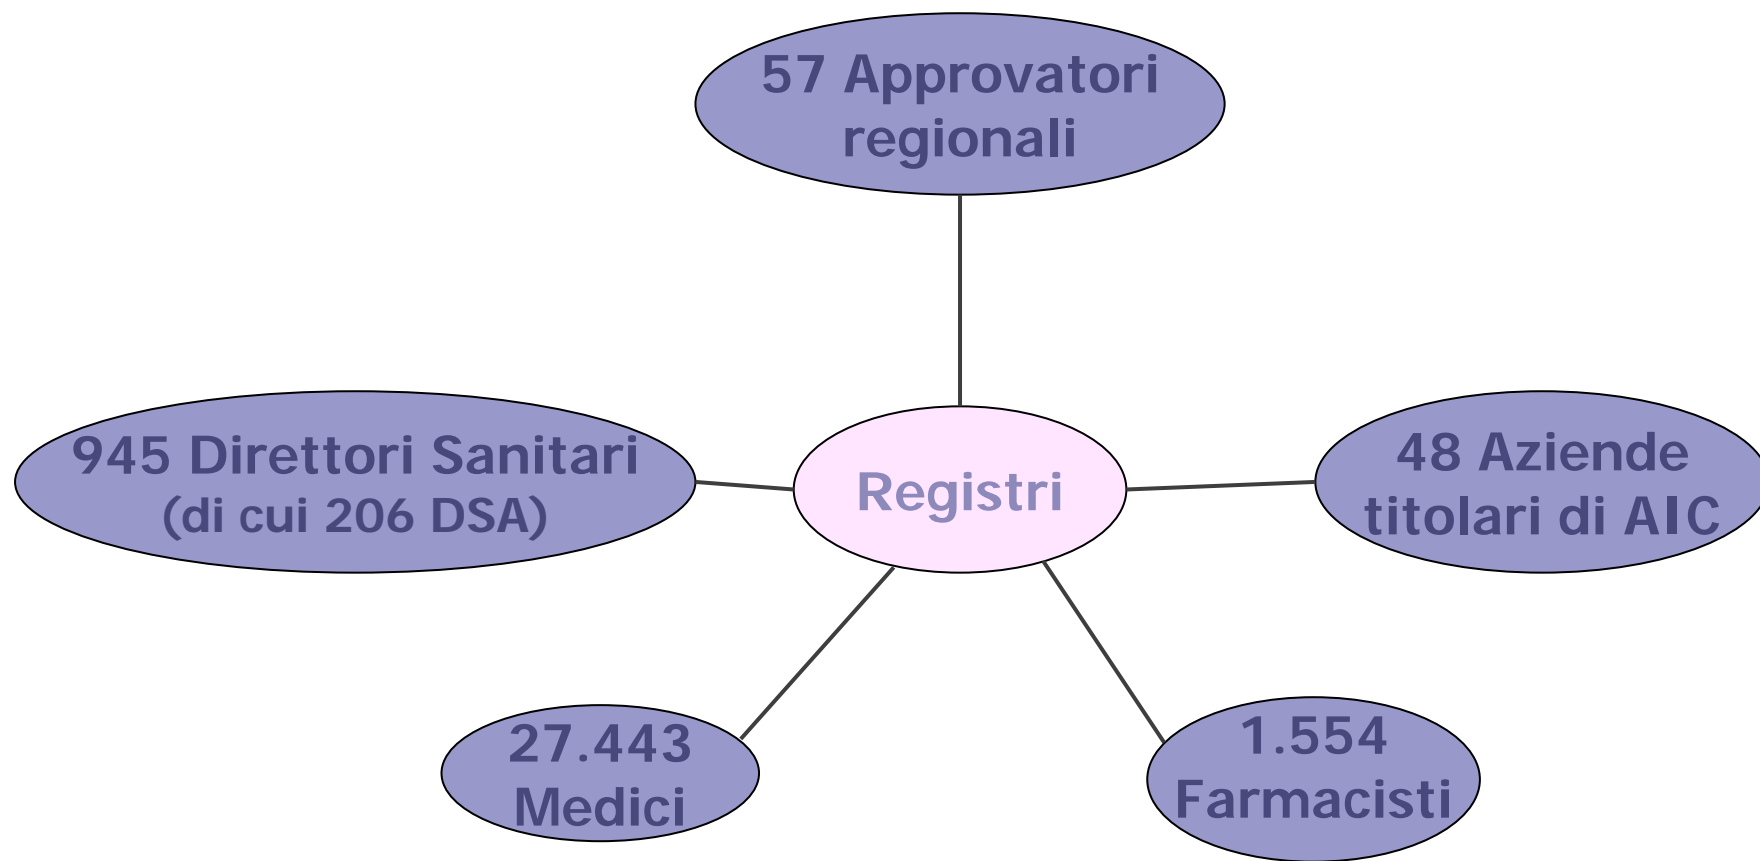 57 Approvatori
regionali
945 Direttori Sanitari
(di cui 206 DSA)
Registri
48 Aziende
titolari di AIC
27.443
Medici
1.554
Farmacisti